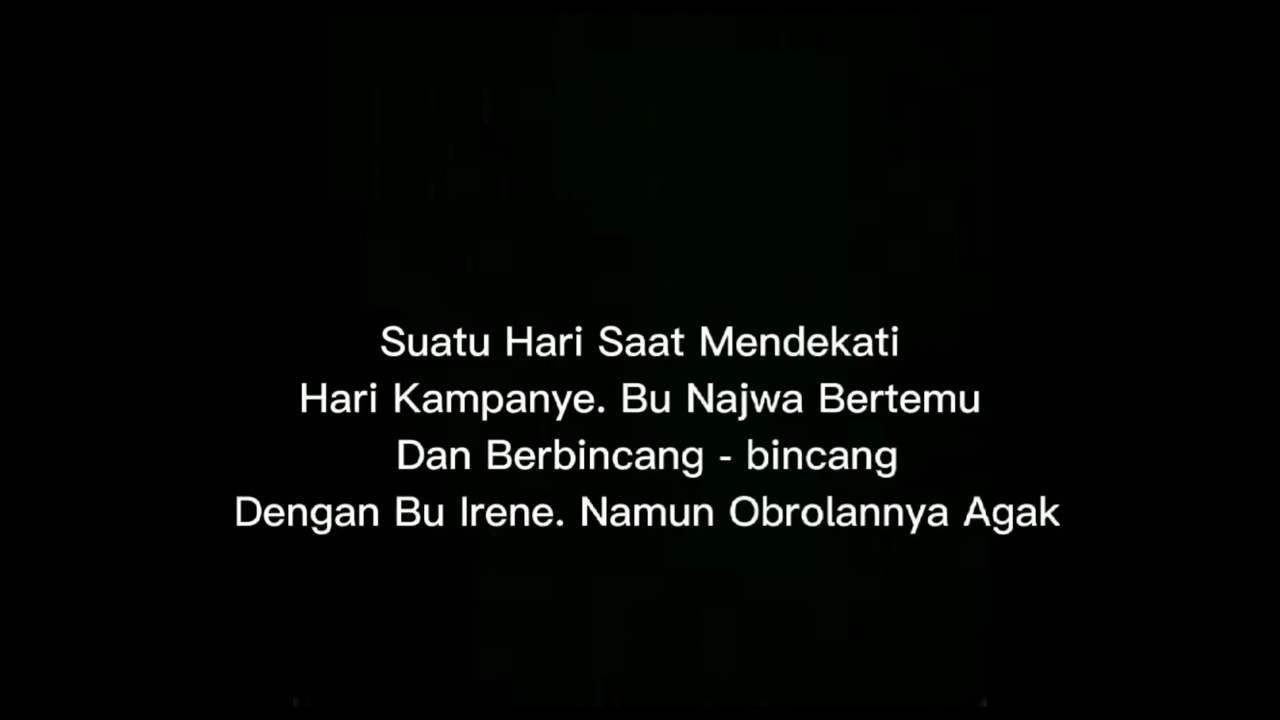 Suatu Hari Saat Mendekati
Hari Kampanye. Bu Najwa Bertemu
Dan Berbincang - bincang
Dengan Bu Irene. Namun Obrolannya Agak